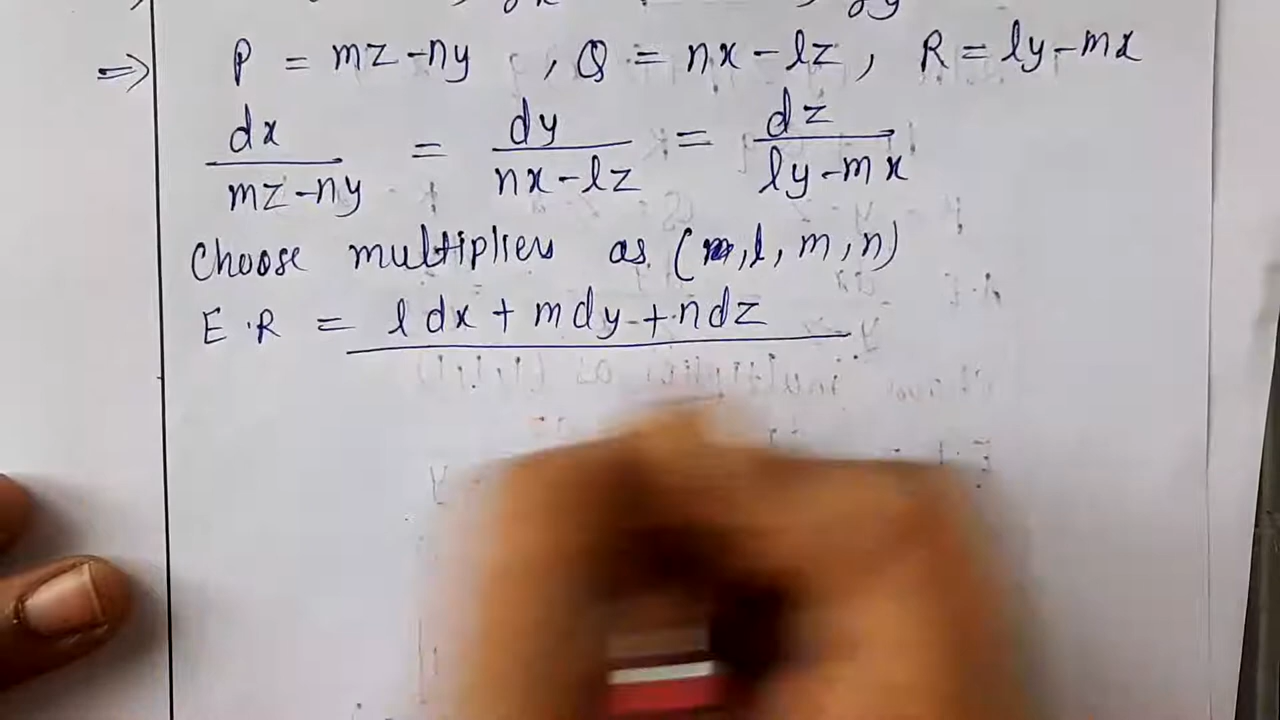 ⇒ P = mz-ny , Q = nx-lz, R = ly-mx
dx/mz-ny = dy/nx-lz = dz/ly-mx
Choose multipliers as (l, m, n)
E.R = l dx + m dy + n dz